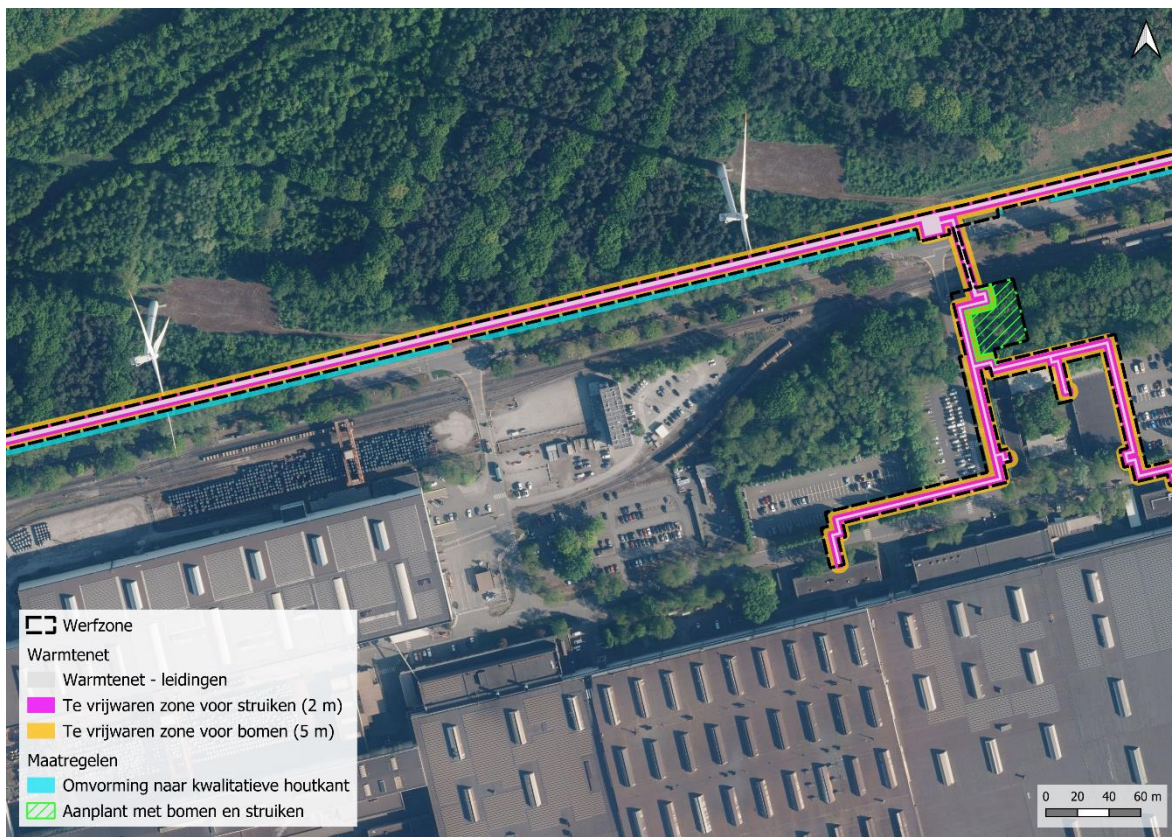 Werfzone
Warmtenet
Warmtenet - leidingen
Te vrijwaren zone voor struiken (2 m)
Te vrijwaren zone voor bomen (5 m)
Maatregelen
Omvorming naar kwalitatieve houtkant
Aanplant met bomen en struiken
0 20 40 60 m